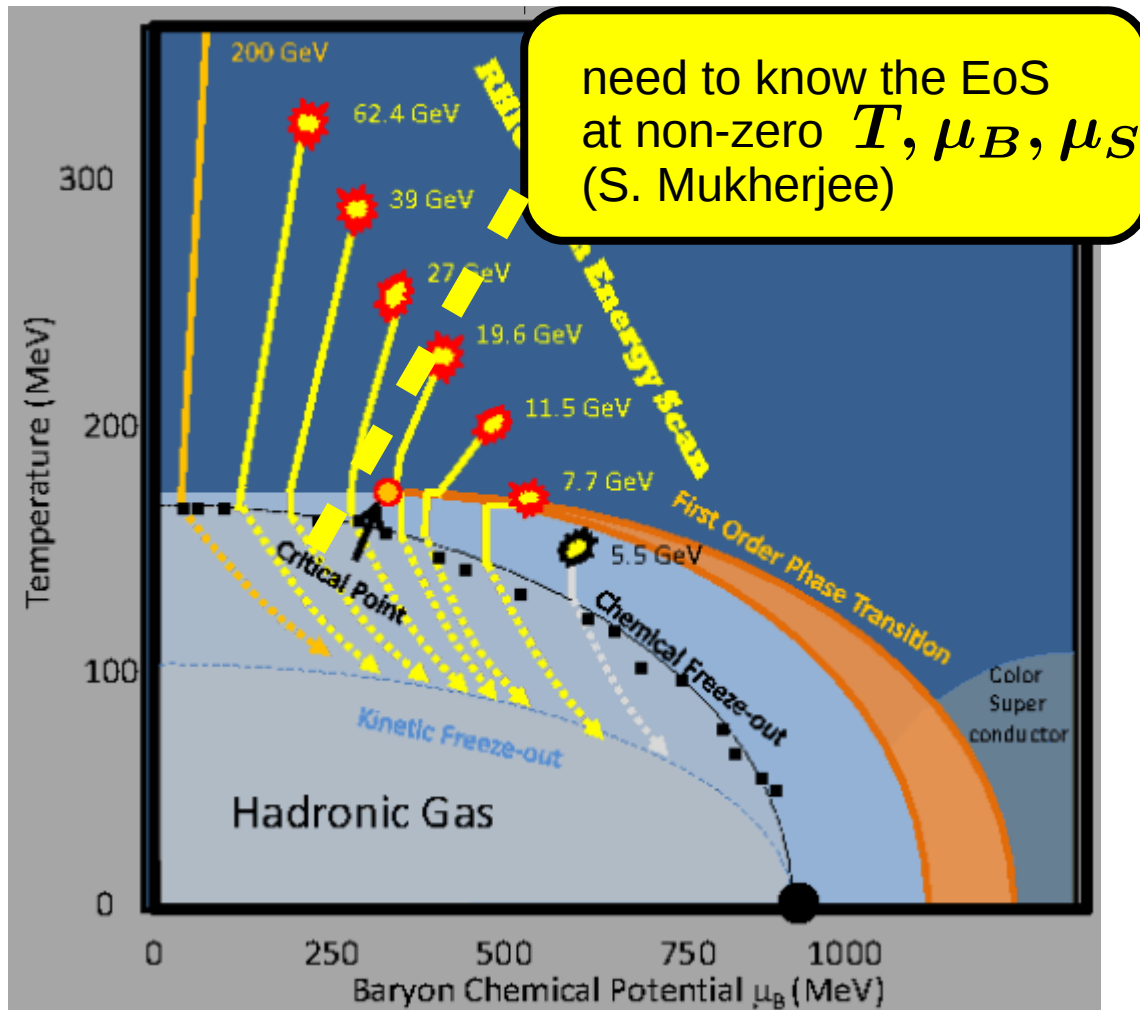 need to know the EoS
at non-zero T, μ_B, μ_S
(S. Mukherjee)
200 GeV
62.4 GeV
39 GeV
27 GeV
19.6 GeV
11.5 GeV
7.7 GeV
5.5 GeV
Energy Scan
First Order Phase Transition
Critical Point
Chemical Freeze-out
Kinetic Freeze-out
Color
Super
conductor
Hadronic Gas
Temperature (MeV)
300
200
100
0
0 250 500 750 1000
Baryon Chemical Potential μ_B (MeV)